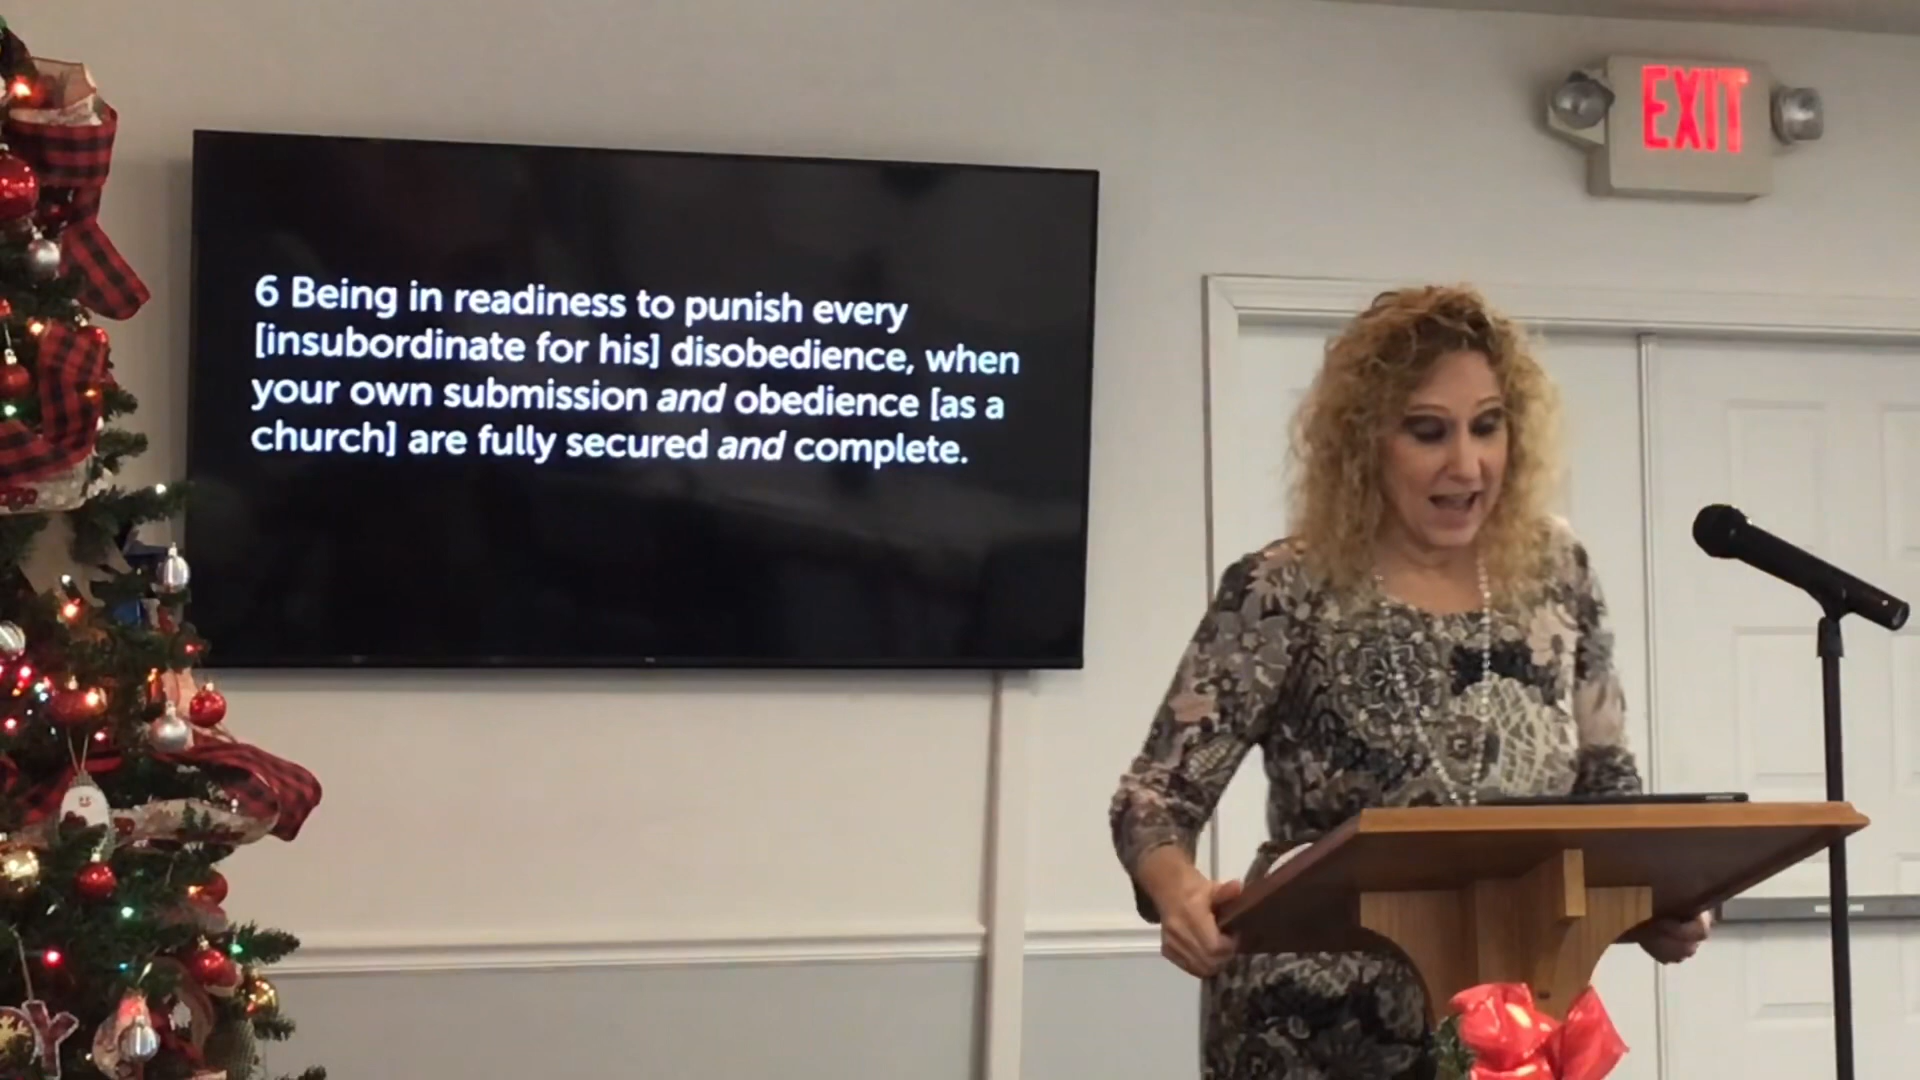 6 Being in readiness to punish every
[insubordinate for his] disobedience, when
your own submission and obedience [as a
church] are fully secured and complete.
EXIT